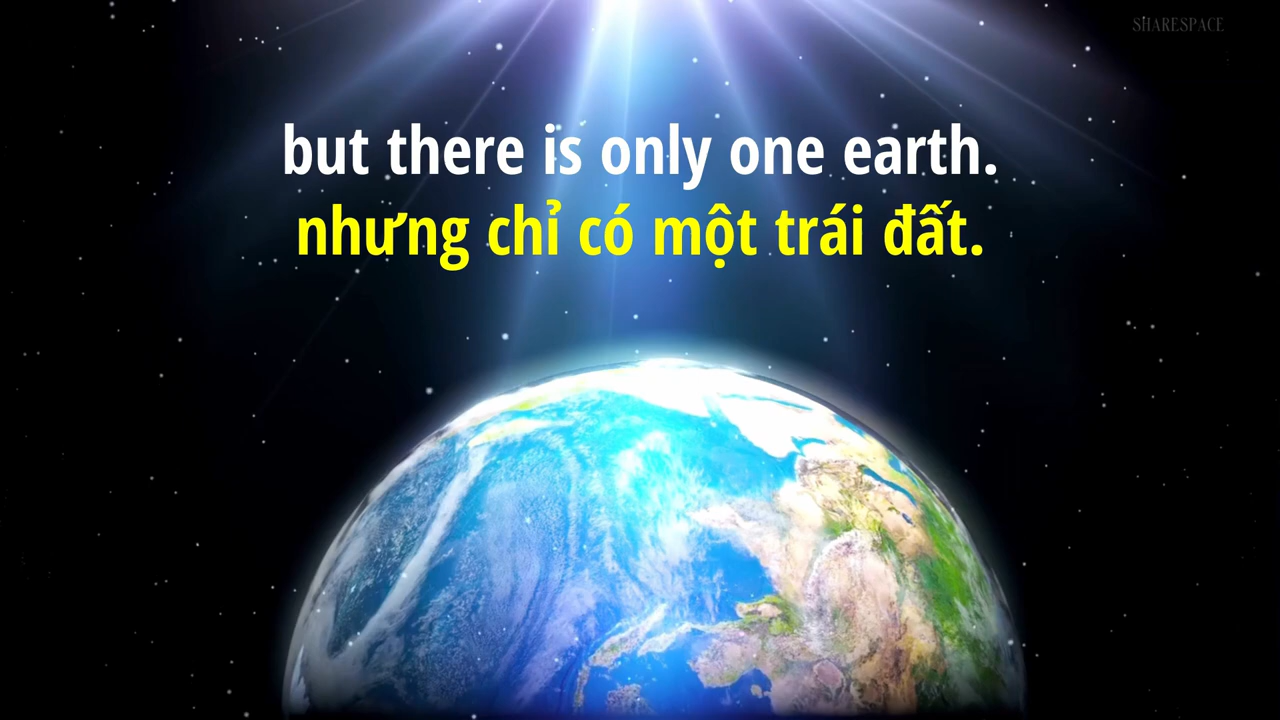 SHARESPACE
but there is only one earth.
nhưng chỉ có một trái đất.